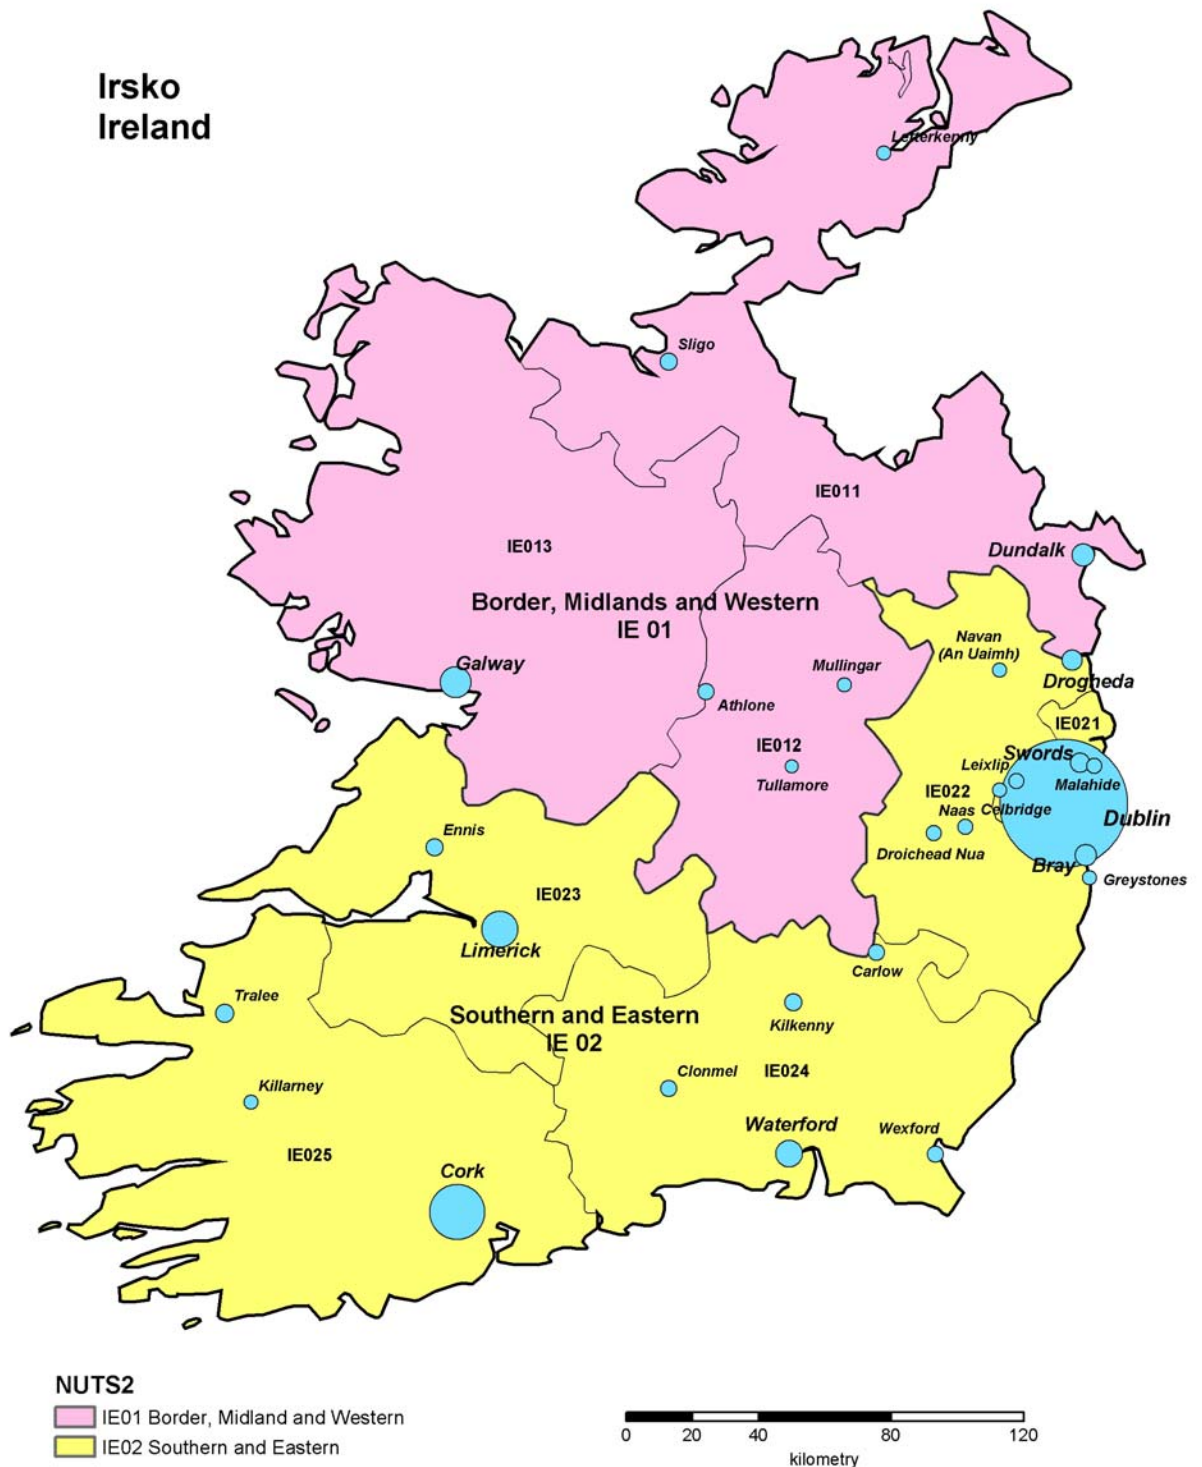 Irsko
Ireland
Letterkenny
Sligo
IE011
IE013
Dundalk
Border, Midlands and Western
IE 01
Navan
(An Uaimh)
Galway
Mullingar
Drogheda
Athlone
IE021
IE012
Swords
Leixlip
Tullamore
Malahide
IE022
Naas
Celbridge
Dublin
Ennis
Droichead Nua
Bray
Greystones
IE023
Limerick
Carlow
Tralee
Southern and Eastern
IE 02
Kilkenny
Clonmel
IE024
Killarney
Waterford
Wexford
IE025
Cork
NUTS2
IE01 Border, Midland and Western
IE02 Southern and Eastern
0 20 40 80 120
kilometry